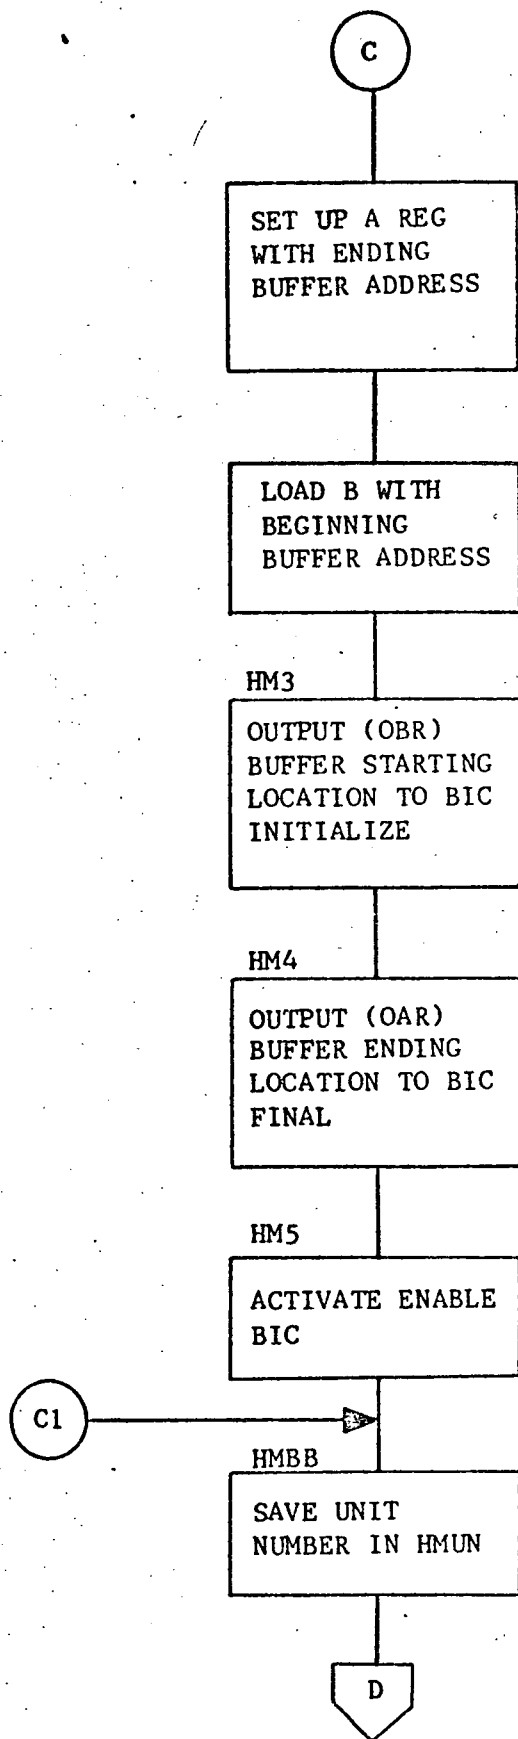 C
SET UP A REG
WITH ENDING
BUFFER ADDRESS
LOAD B WITH
BEGINNING
BUFFER ADDRESS
HM3
OUTPUT (OBR)
BUFFER STARTING
LOCATION TO BIC
INITIALIZE
HM4
OUTPUT (OAR)
BUFFER ENDING
LOCATION TO BIC
FINAL
HM5
ACTIVATE ENABLE
BIC
C1
HMBB
SAVE UNIT
NUMBER IN HMUN
D